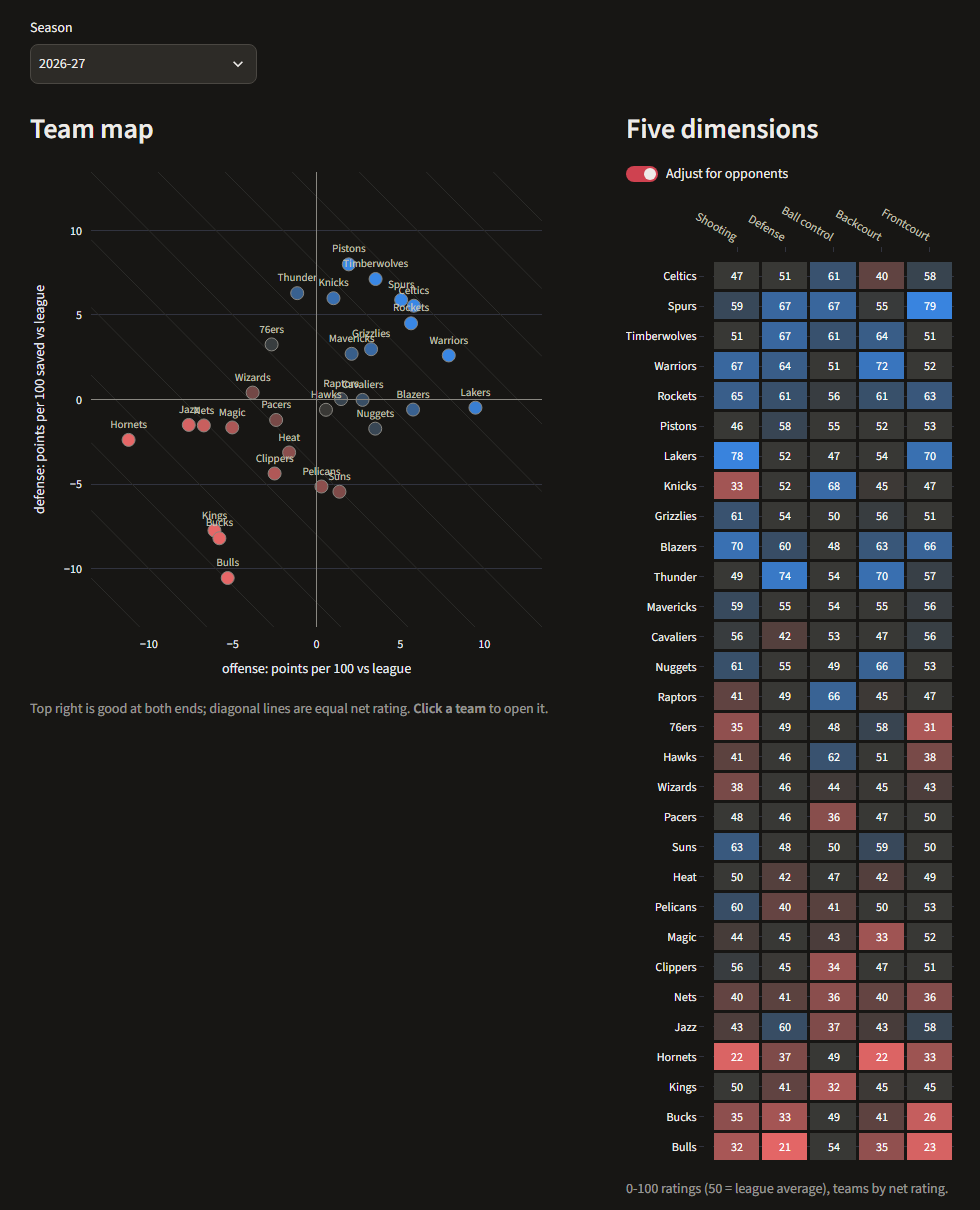 Season
2026-27
Team map
Five dimensions
Adjust for opponents
Shooting
Defense
Ball control
Backcourt
Frontcourt
defense: points per 100 saved vs league
10
5
0
−5
−10
Pistons
Timberwolves
Thunder
Knicks
Spurs
Celtics
Rockets
76ers
Mavericks
Grizzlies
Warriors
Wizards
Raptors
Cavaliers
Hawks
Blazers
Lakers
Pacers
Nuggets
Hornets
Jazz
Nets
Magic
Heat
Clippers
Pelicans
Suns
Kings
Bucks
Bulls
−10
−5
0
5
10
offense: points per 100 vs league
Top right is good at both ends; diagonal lines are equal net rating. Click a team to open it.
Celtics 47 51 61 40 58
Spurs 59 67 67 55 79
Timberwolves 51 67 61 64 51
Warriors 67 64 51 72 52
Rockets 65 61 56 61 63
Pistons 46 58 55 52 53
Lakers 78 52 47 54 70
Knicks 33 52 68 45 47
Grizzlies 61 54 50 56 51
Blazers 70 60 48 63 66
Thunder 49 74 54 70 57
Mavericks 59 55 54 55 56
Cavaliers 56 42 53 47 56
Nuggets 61 55 49 66 53
Raptors 41 49 66 45 47
76ers 35 49 48 58 31
Hawks 41 46 62 51 38
Wizards 38 46 44 45 43
Pacers 48 46 36 47 50
Suns 63 48 50 59 50
Heat 50 42 47 42 49
Pelicans 60 40 41 50 53
Magic 44 45 43 33 52
Clippers 56 45 34 47 51
Nets 40 41 36 40 36
Jazz 43 60 37 43 58
Hornets 22 37 49 22 33
Kings 50 41 32 45 45
Bucks 35 33 49 41 26
Bulls 32 21 54 35 23
0-100 ratings (50 = league average), teams by net rating.